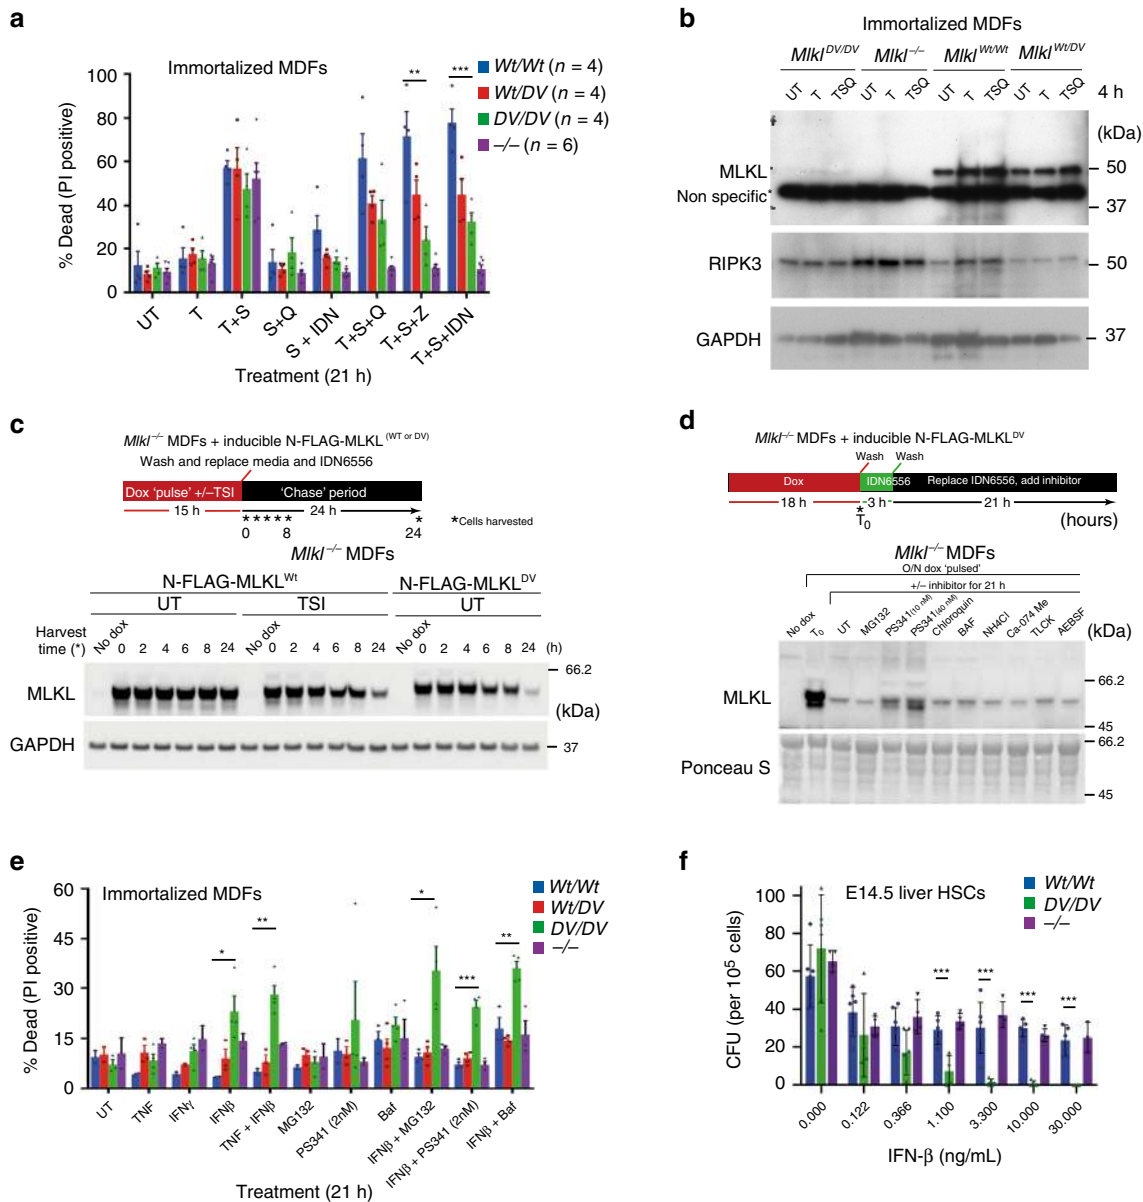 a
Immortalized MDFs
Wt/Wt (n = 4)
Wt/DV (n = 4)
DV/DV (n = 4)
–/– (n = 6)
** ***
% Dead (PI positive)
100
80
60
40
20
0
UT T T+S S+Q S + IDN T+S+Q T+S+Z T+S+IDN
Treatment (21 h)
b
Immortalized MDFs
Mlkl DV/DV Mlkl –/– Mlkl Wt/Wt Mlkl Wt/DV
UT T TSQ UT T TSQ UT T TSQ UT T TSQ 4 h
(kDa)
MLKL 50
Non specific*
37
RIPK3 50
GAPDH 37
c
Mlkl –/– MDFs + inducible N-FLAG-MLKL (WT or DV)
Wash and replace media and IDN6556
Dox 'pulse' +/–TSI 'Chase' period
15 h 24 h
* * * * * * *Cells harvested
0 8 24
Mlkl –/– MDFs
N-FLAG-MLKL Wt N-FLAG-MLKL DV
UT TSI UT
Harvest time (*)
No dox 0 2 4 6 8 24 No dox 0 2 4 6 8 24 No dox 0 2 4 6 8 24 (h)
66.2
MLKL
(kDa)
GAPDH 37
d
Mlkl –/– MDFs + inducible N-FLAG-MLKL DV
Wash Wash
Dox IDN6556 Replace IDN6556, add inhibitor
18 h 3 h 21 h
* T0 (hours)
Mlkl –/– MDFs
O/N dox 'pulsed'
+/– inhibitor for 21 h
No dox T0 UT MG132 PS341(10 nM) PS341(40 nM) Chloroquin BAF NH4Cl Ca-074 Me TLCK AEBSF (kDa)
66.2
MLKL
45
66.2
Ponceau S
45
e
Immortalized MDFs
Wt/Wt
Wt/DV
DV/DV
–/–
* ** * *** **
% Dead (PI positive)
60
45
30
15
0
UT TNF IFNγ IFNβ TNF + IFNβ MG132 PS341 (2nM) Baf IFNβ + MG132 IFNβ + PS341 (2nM) IFNβ + Baf
Treatment (21 h)
f
E14.5 liver HSCs
Wt/Wt
DV/DV
–/–
*** *** *** ***
CFU (per 10⁵ cells)
100
80
60
40
20
0
0.000 0.122 0.366 1.100 3.300 10.000 30.000
IFN-β (ng/mL)